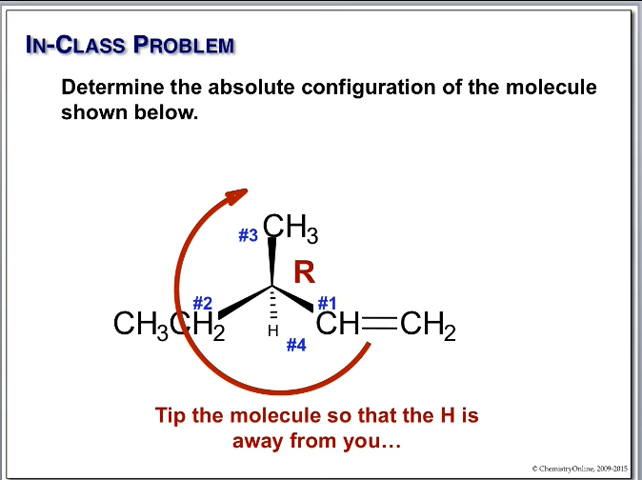 IN-CLASS PROBLEM
Determine the absolute configuration of the molecule
shown below.
#3 CH3
R
#2 #1
CH3CH2 H CH=CH2
#4
Tip the molecule so that the H is
away from you…
© ChemistryOnline, 2009-2015